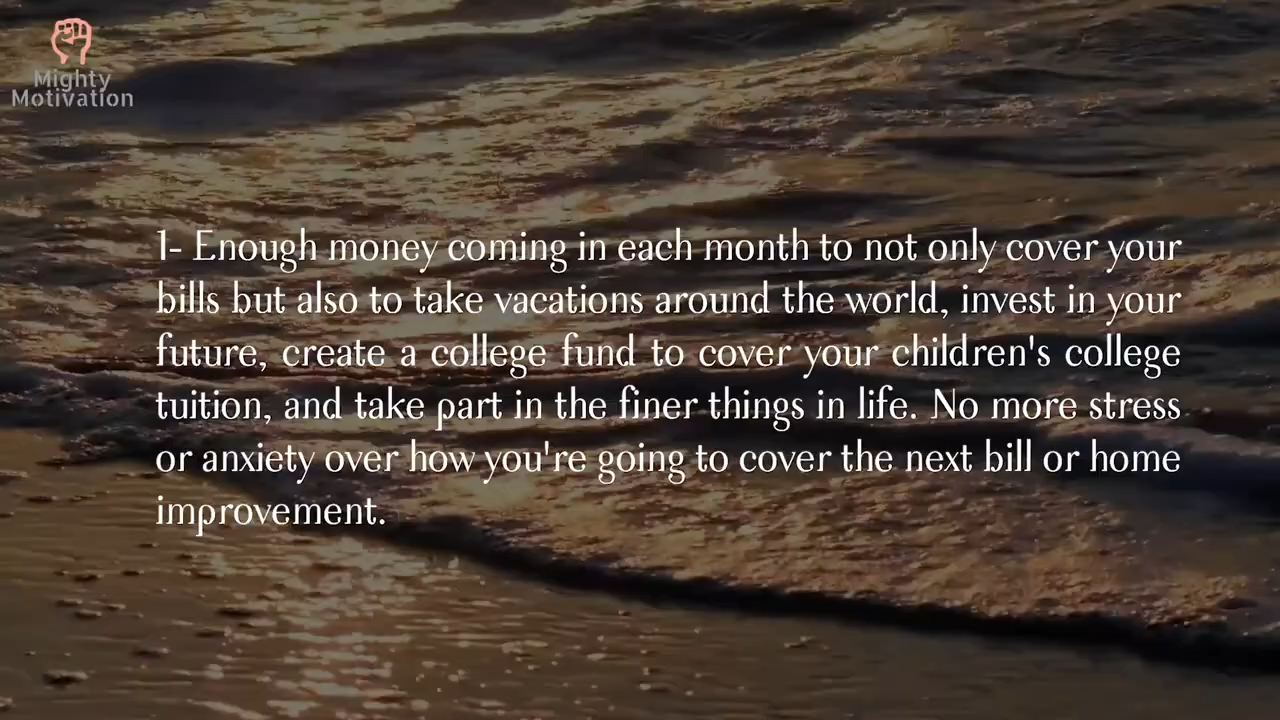 Mighty
Motivation
1- Enough money coming in each month to not only cover your
bills but also to take vacations around the world, invest in your
future, create a college fund to cover your children's college
tuition, and take part in the finer things in life. No more stress
or anxiety over how you're going to cover the next bill or home
improvement.